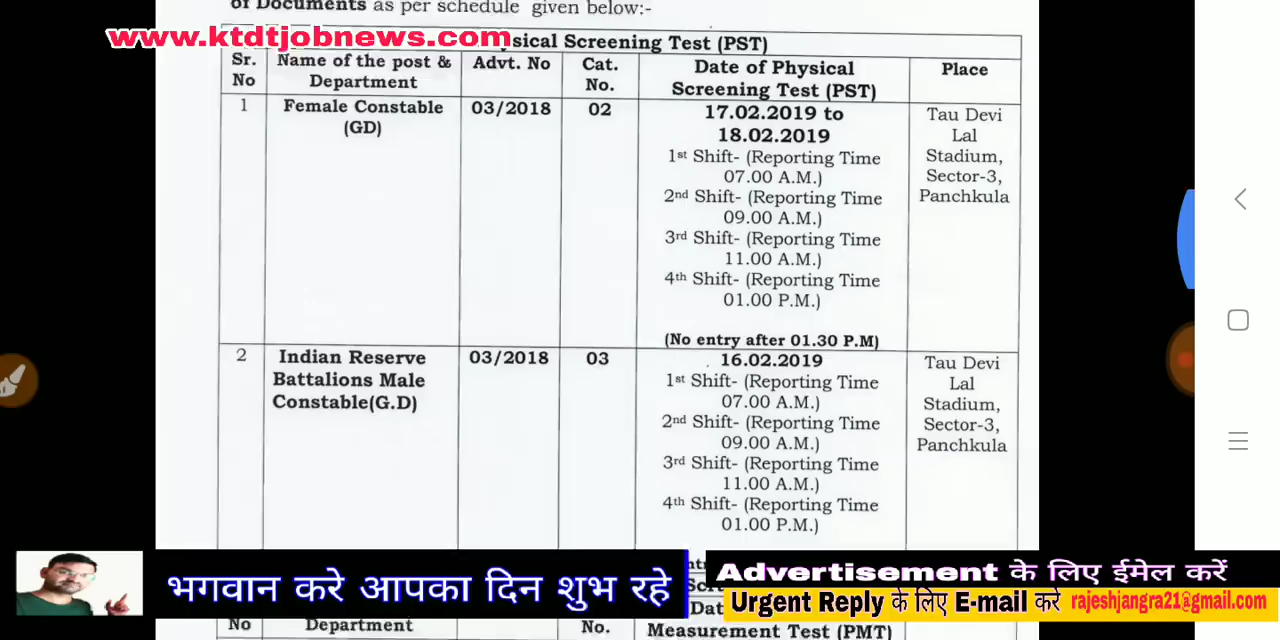 of Documents as per schedule given below:-
www.ktdtjobnews.com
ysical Screening Test (PST)
Sr. No
Name of the post & Department
Advt. No
Cat. No.
Date of Physical Screening Test (PST)
Place
1
Female Constable (GD)
03/2018
02
17.02.2019 to
18.02.2019
1st Shift- (Reporting Time
07.00 A.M.)
2nd Shift- (Reporting Time
09.00 A.M.)
3rd Shift- (Reporting Time
11.00 A.M.)
4th Shift- (Reporting Time
01.00 P.M.)
(No entry after 01.30 P.M)
Tau Devi
Lal
Stadium,
Sector-3,
Panchkula
2
Indian Reserve
Battalions Male
Constable(G.D)
03/2018
03
16.02.2019
1st Shift- (Reporting Time
07.00 A.M.)
2nd Shift- (Reporting Time
09.00 A.M.)
3rd Shift- (Reporting Time
11.00 A.M.)
4th Shift- (Reporting Time
01.00 P.M.)
Tau Devi
Lal
Stadium,
Sector-3,
Panchkula
भगवान करे आपका दिन शुभ रहे
Advertisement के लिए ईमेल करें
Urgent Reply के लिए E-mail करे rajeshjangra21@gmail.com
No
Department
No.
Measurement Test (PMT)